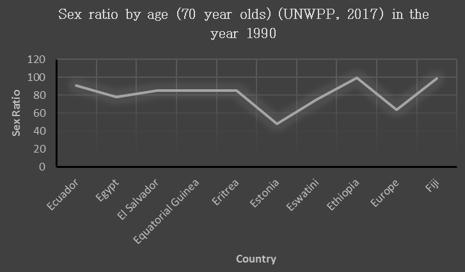 Sex ratio by age (70 year olds) (UNWPP, 2017) in the
year 1990
120
100
80
60
40
20
0
Sex Ratio
Ecuador
Egypt
El Salvador
Equatorial Guinea
Eritrea
Estonia
Eswatini
Ethiopia
Europe
Fiji
Country